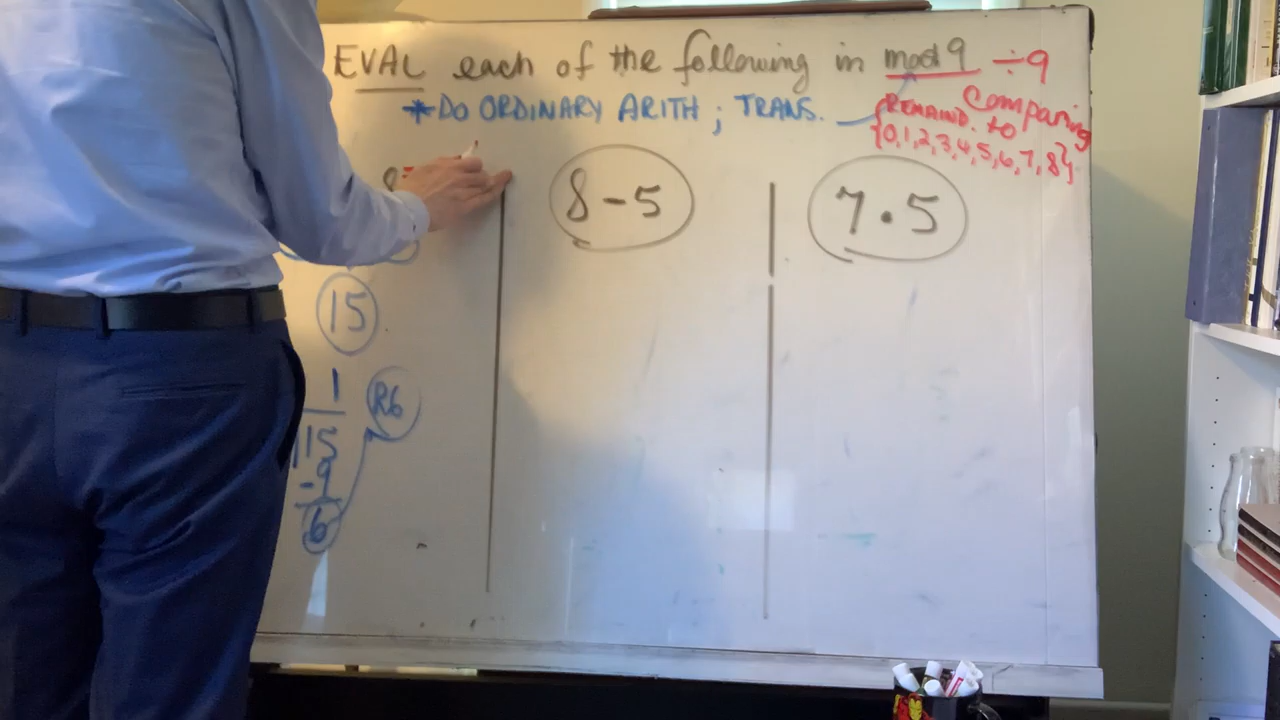 EVAL each of the following in mod 9 ÷9
*DO ORDINARY ARITH ; TRANS.
{REMAIND. Comparing to
{0,1,2,3,4,5,6,7,8}
8
8 - 5
7 • 5
15
1 R6
15
-9
6